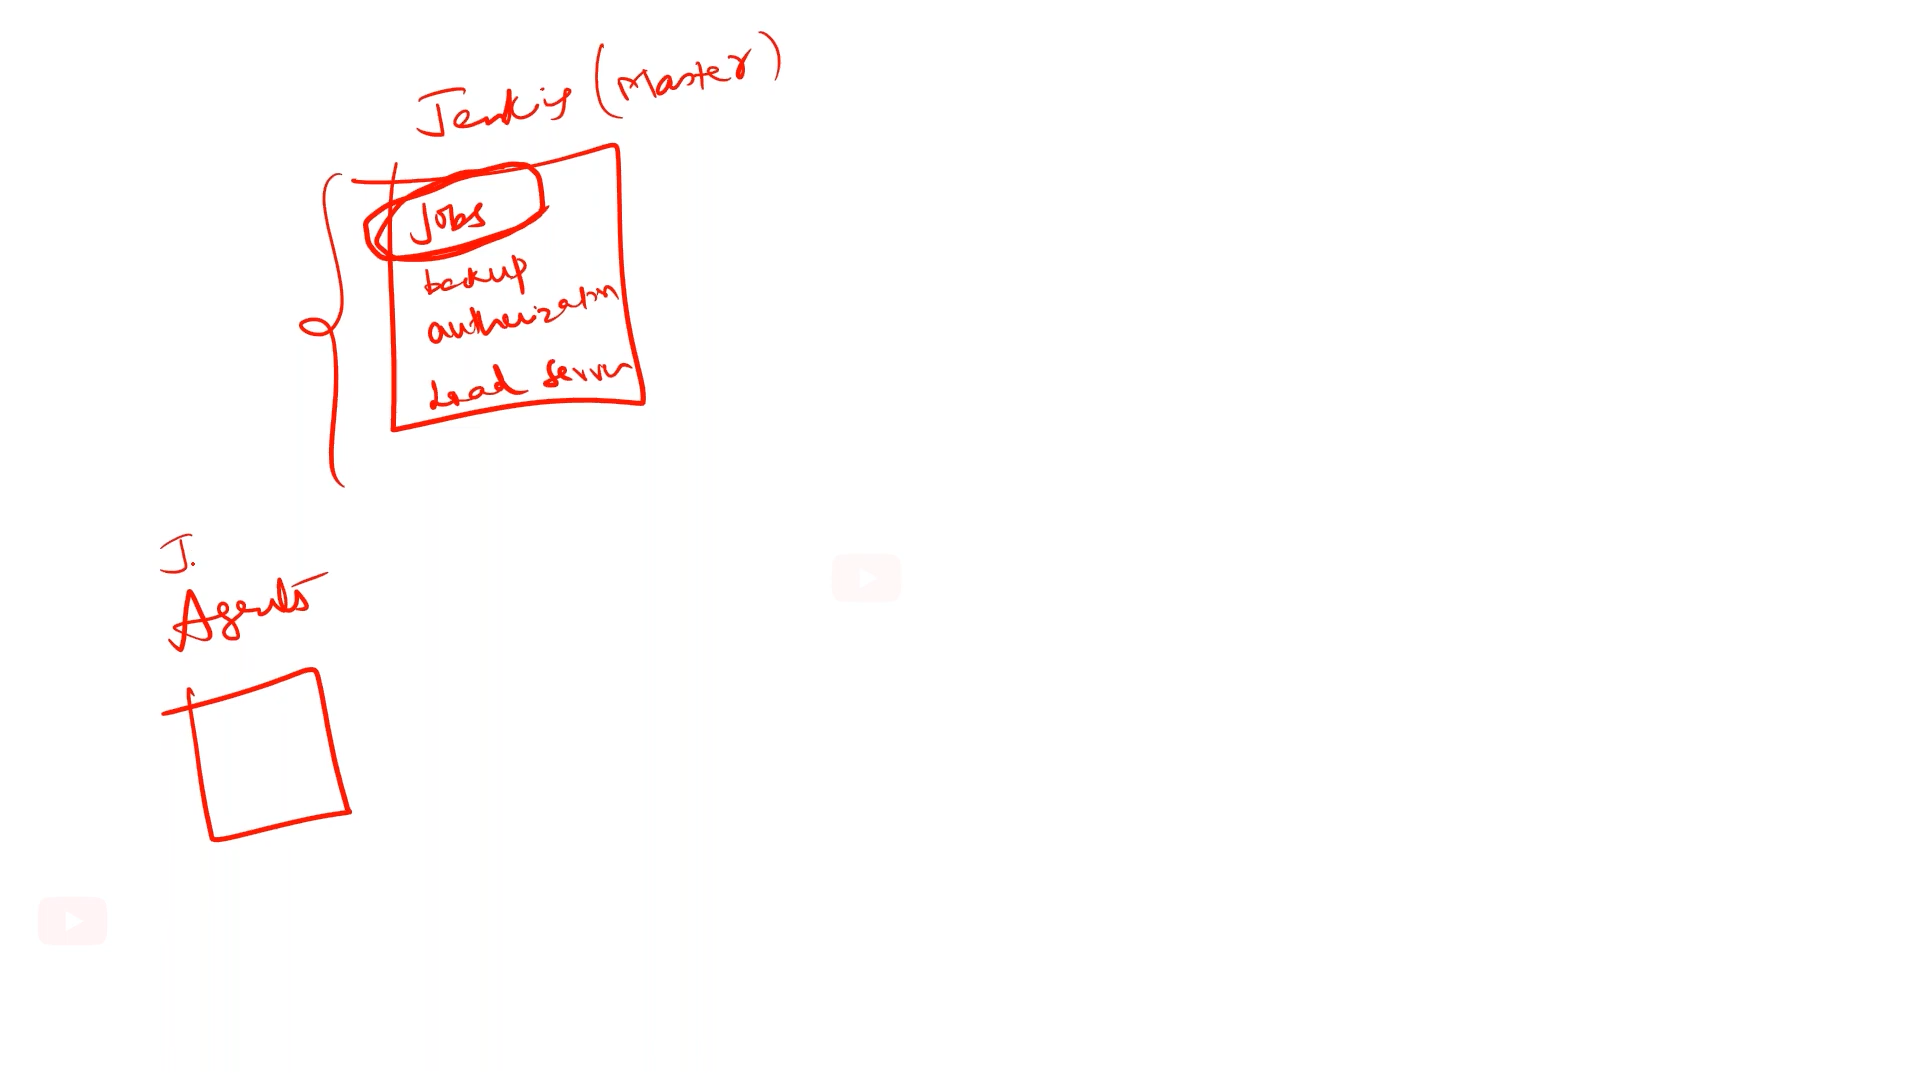 Jenkins (Master)
Jobs
backup
authorization
Load server
J.
Agents